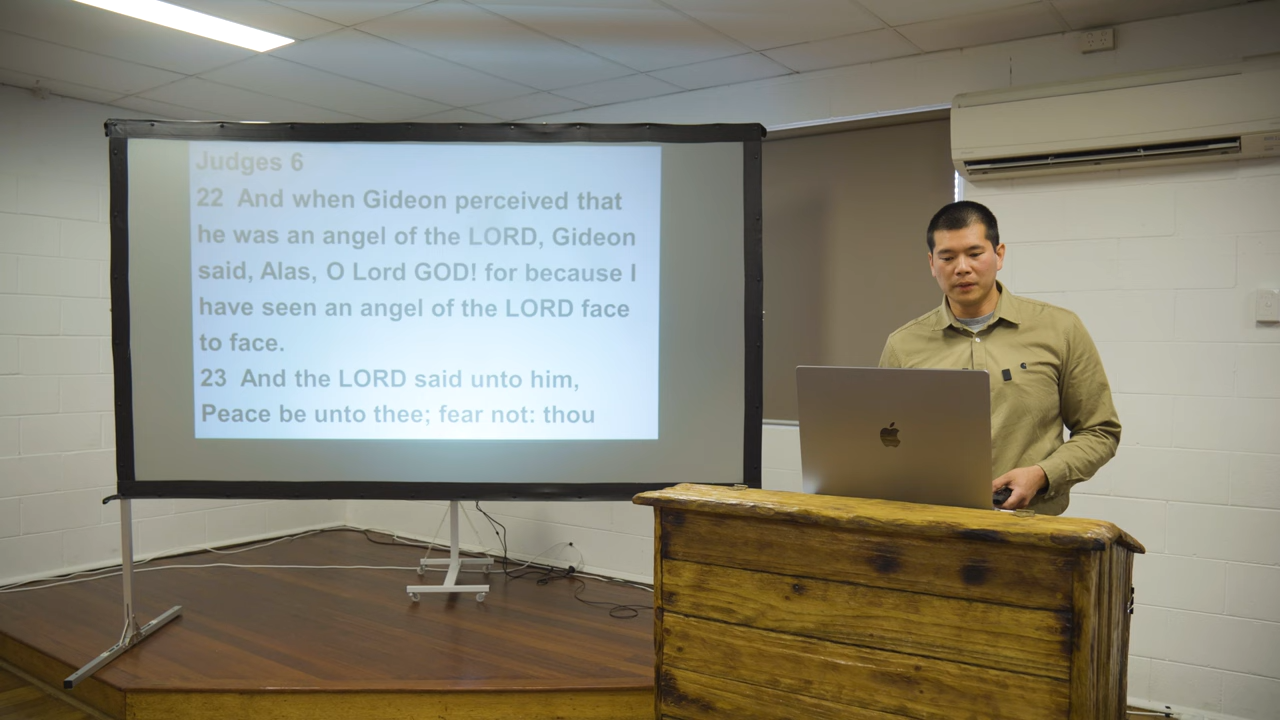 Judges 6
22 And when Gideon perceived that
he was an angel of the LORD, Gideon
said, Alas, O Lord GOD! for because I
have seen an angel of the LORD face
to face.
23 And the LORD said unto him,
Peace be unto thee; fear not: thou